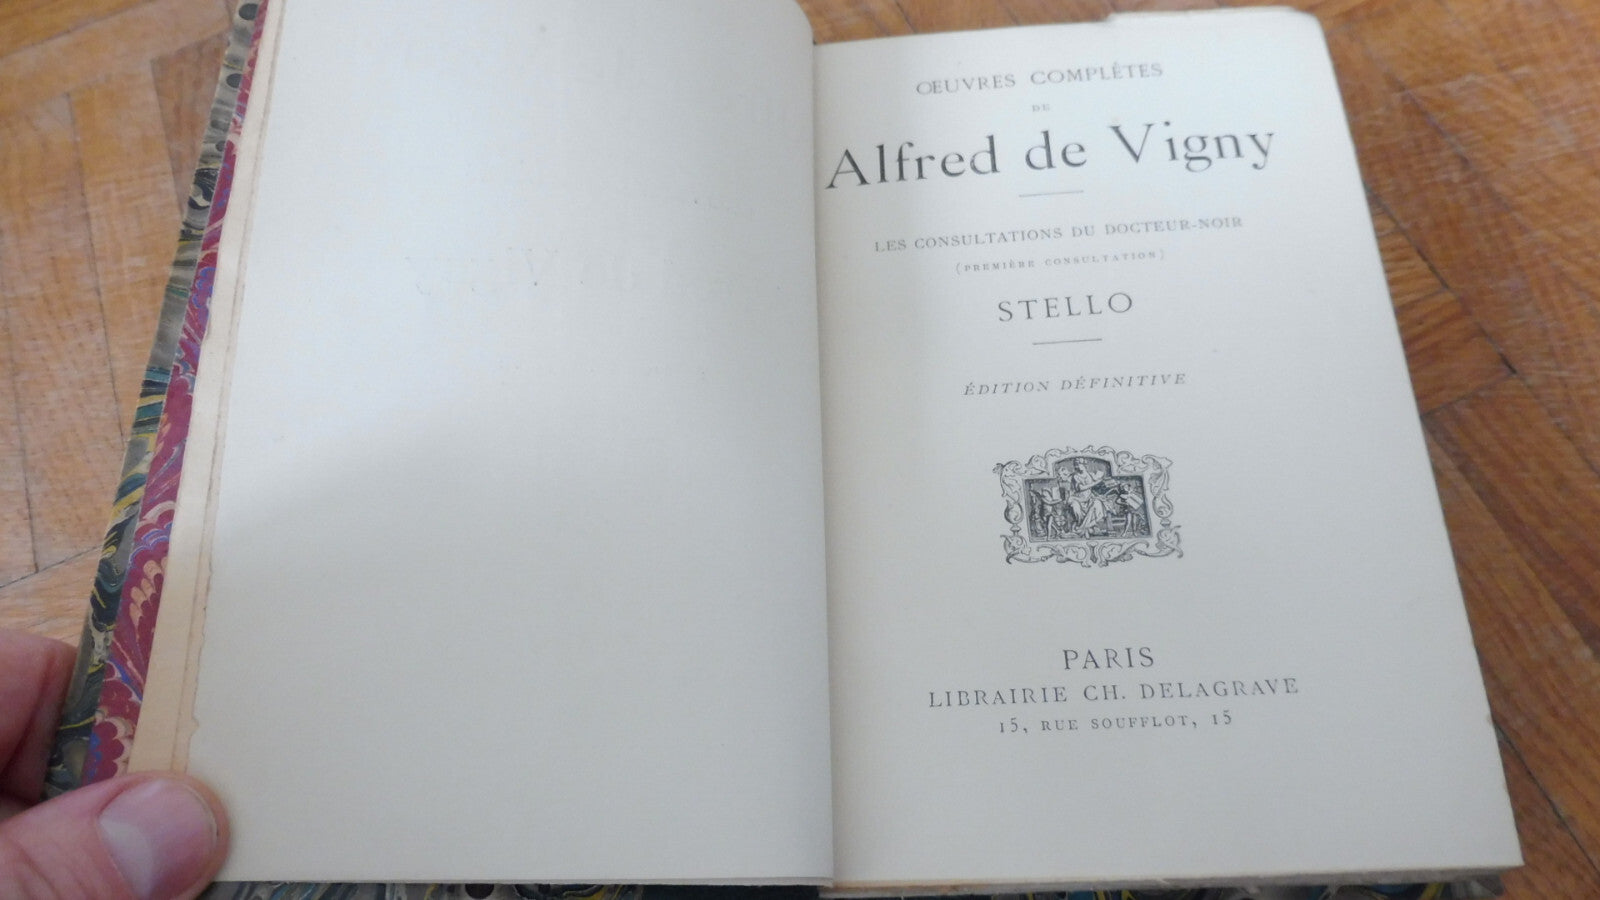 ŒUVRES COMPLÈTES
DE
Alfred de Vigny
LES CONSULTATIONS DU DOCTEUR-NOIR
(PREMIÈRE CONSULTATION)
STELLO
ÉDITION DÉFINITIVE
PARIS
LIBRAIRIE CH. DELAGRAVE
15, RUE SOUFFLOT, 15